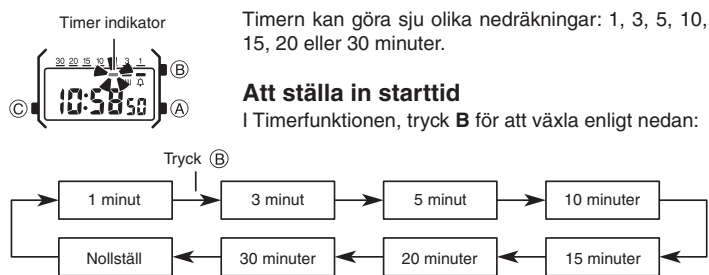 Timer indikator
30 20 15 10 3 1
10:58 50
B
C
A
Timern kan göra sju olika nedräkningar: 1, 3, 5, 10,
15, 20 eller 30 minuter.
Att ställa in starttid
I Timerfunktionen, tryck B för att växla enligt nedan:
Tryck B
1 minut
3 minut
5 minut
10 minuter
Nollställ
30 minuter
20 minuter
15 minuter